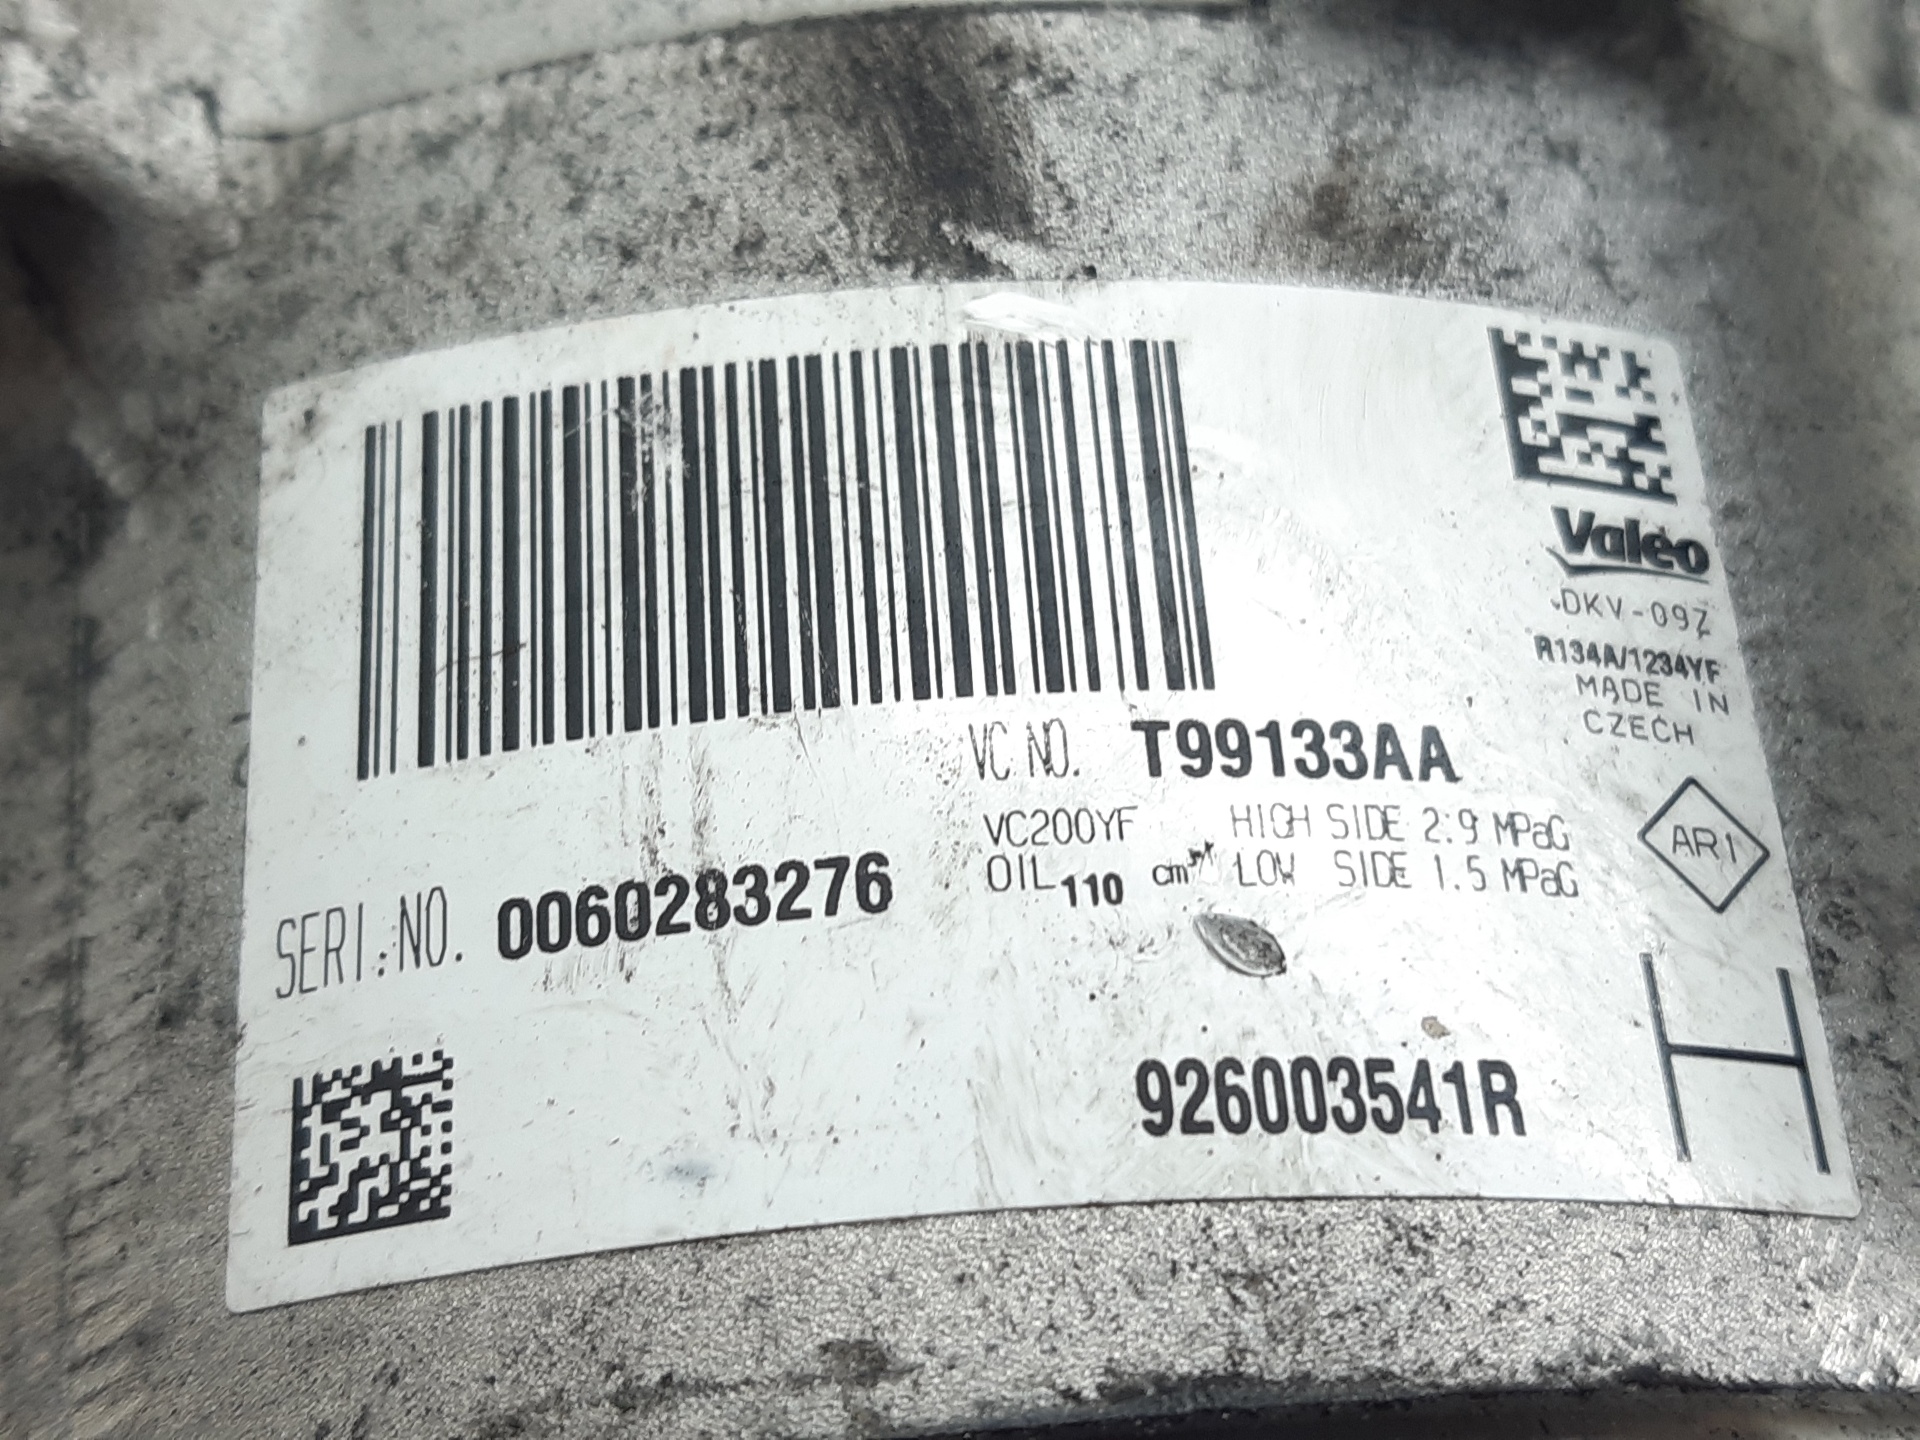 Valeo
DKV-09Z
R134A/1234YF
MADE IN
CZECH
VC NO. T99133AA
VC200YF HIGH SIDE 2.9 MPaG
OIL 110 cm³ LOW SIDE 1.5 MPaG
AR1
SERI.NO. 0060283276
H
926003541R